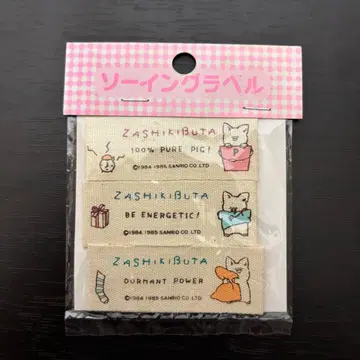 ソーイングラベル
ZASHIKIBUTA
100% PURE PIG!
©1984, 1985 SANRIO CO., LTD.
P
ZASHIKIBUTA
BE ENERGETIC!
©1984, 1985 SANRIO CO., LTD.
ZASHIKIBUTA
DURMANT POWER
©1984, 1985 SANRIO CO., LTD.